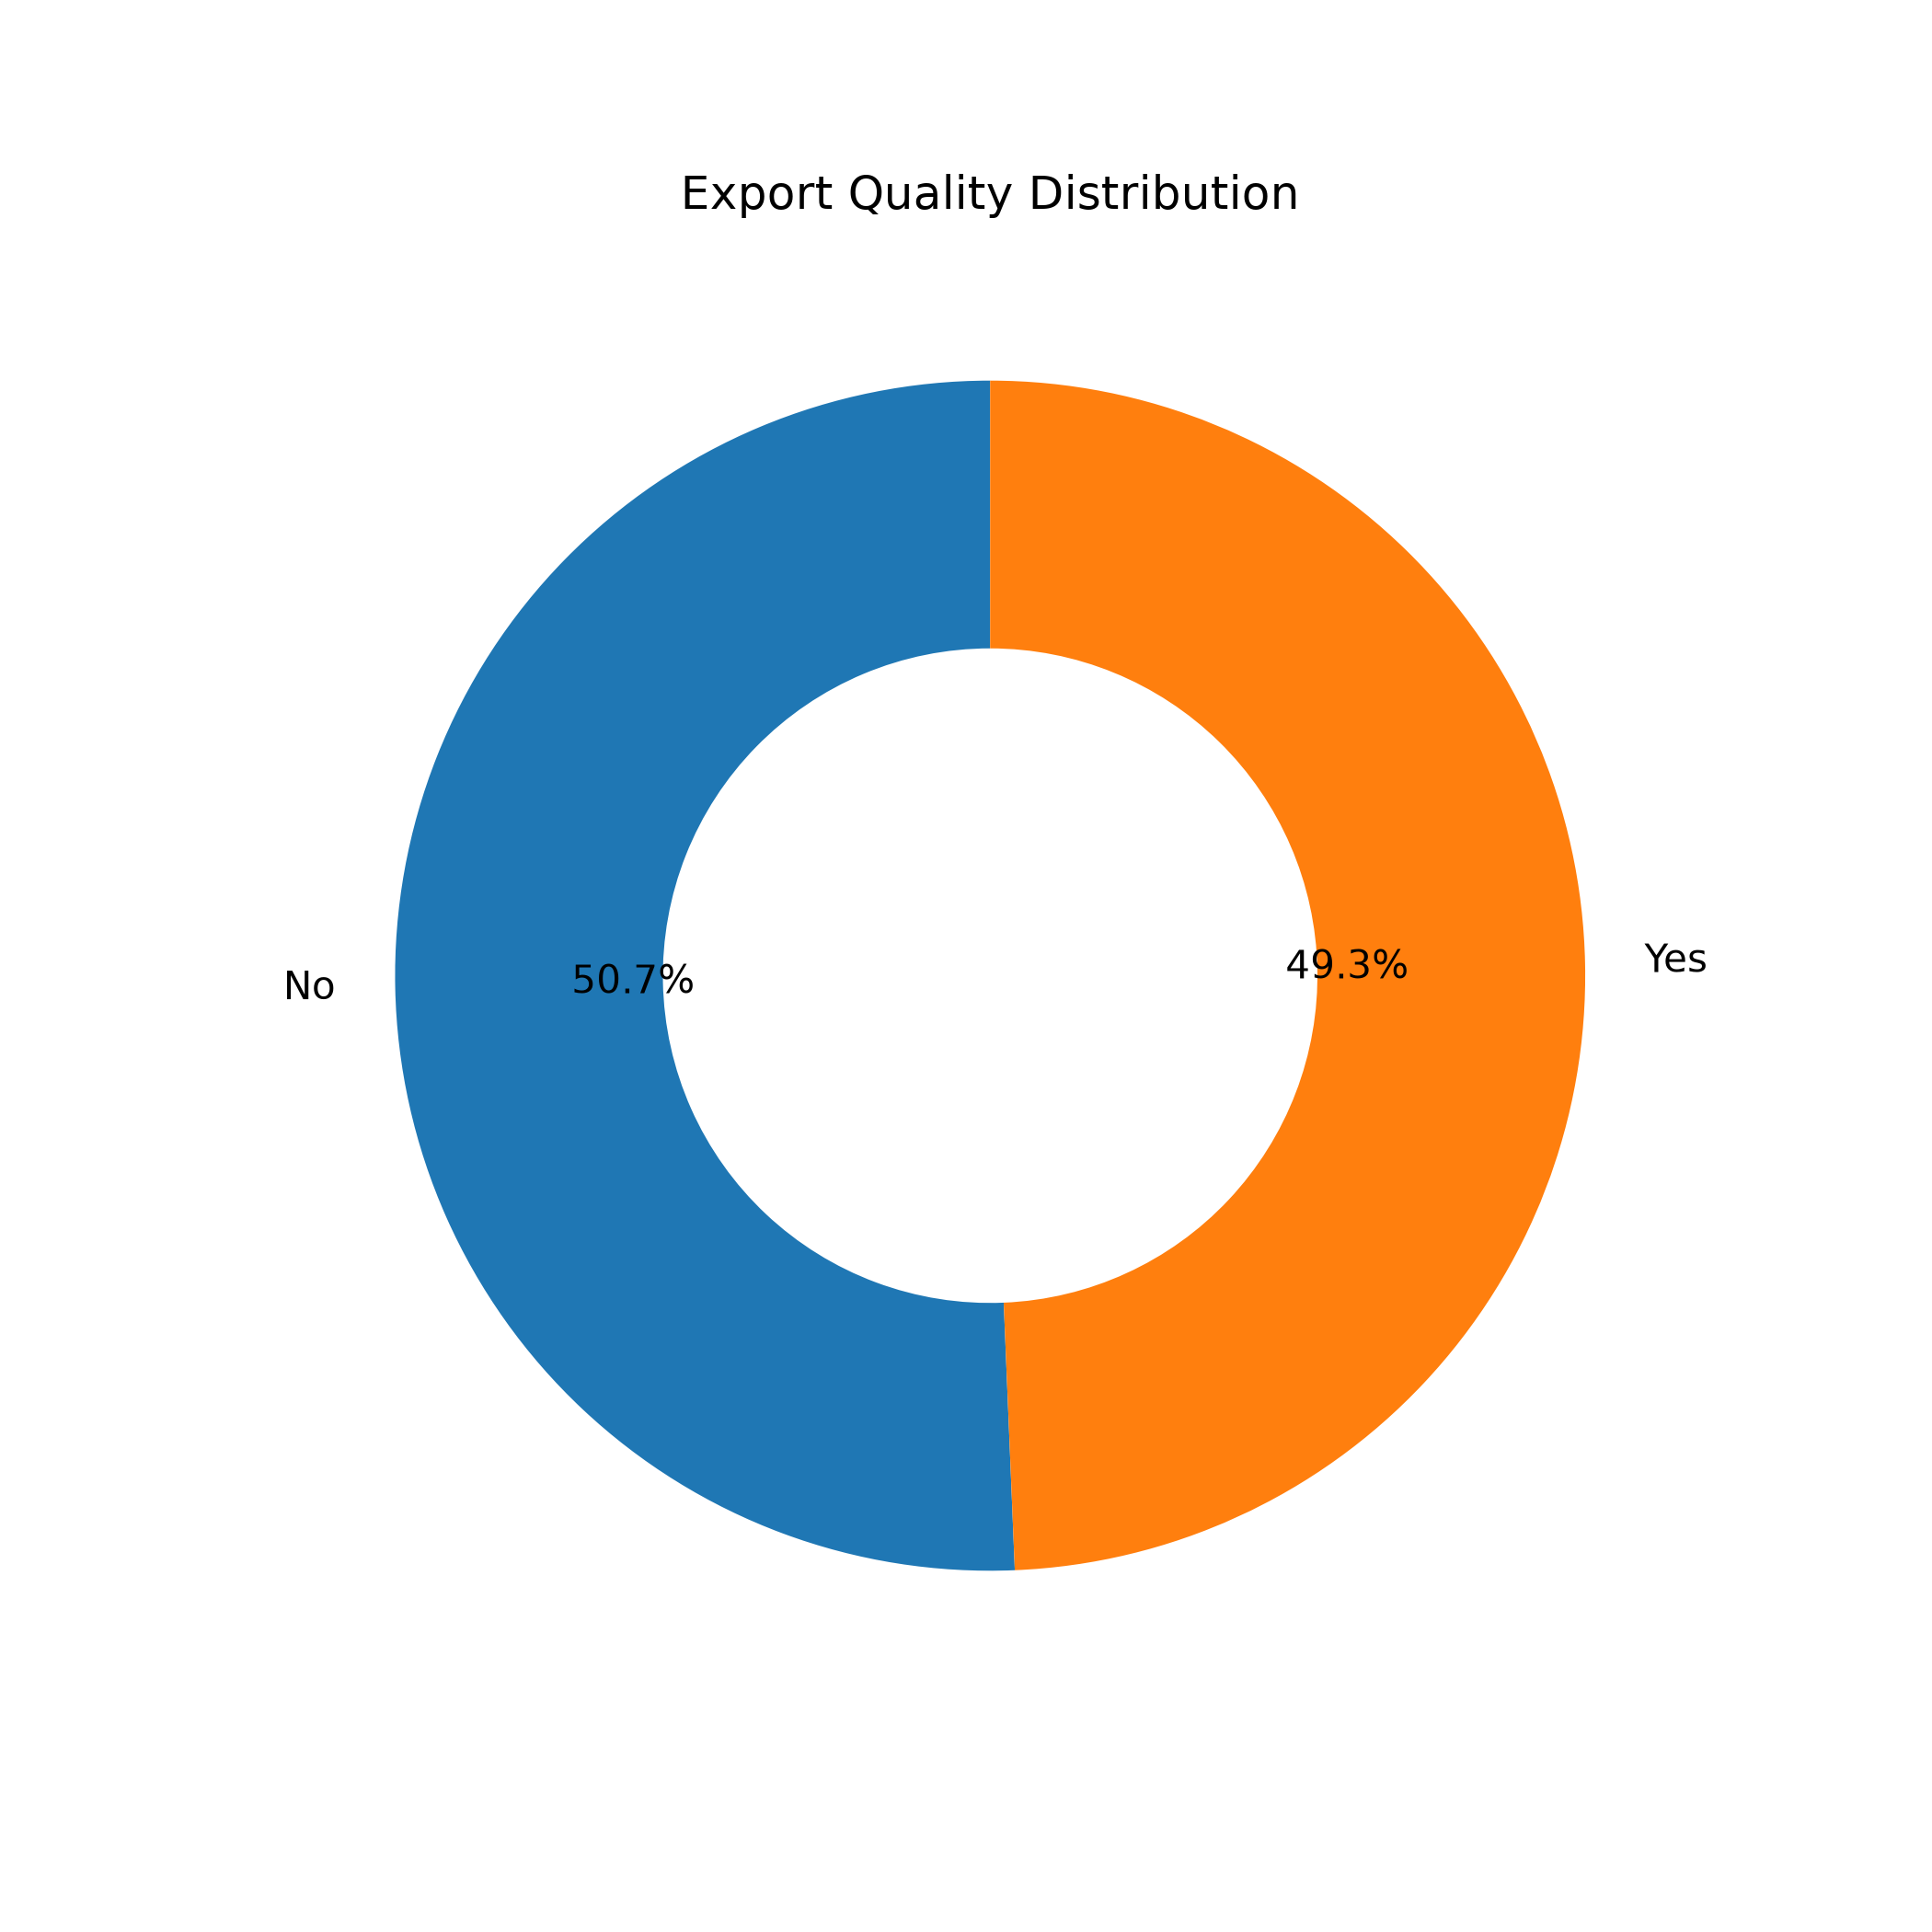 Export Quality Distribution
Yes
49.3%
50.7%
No